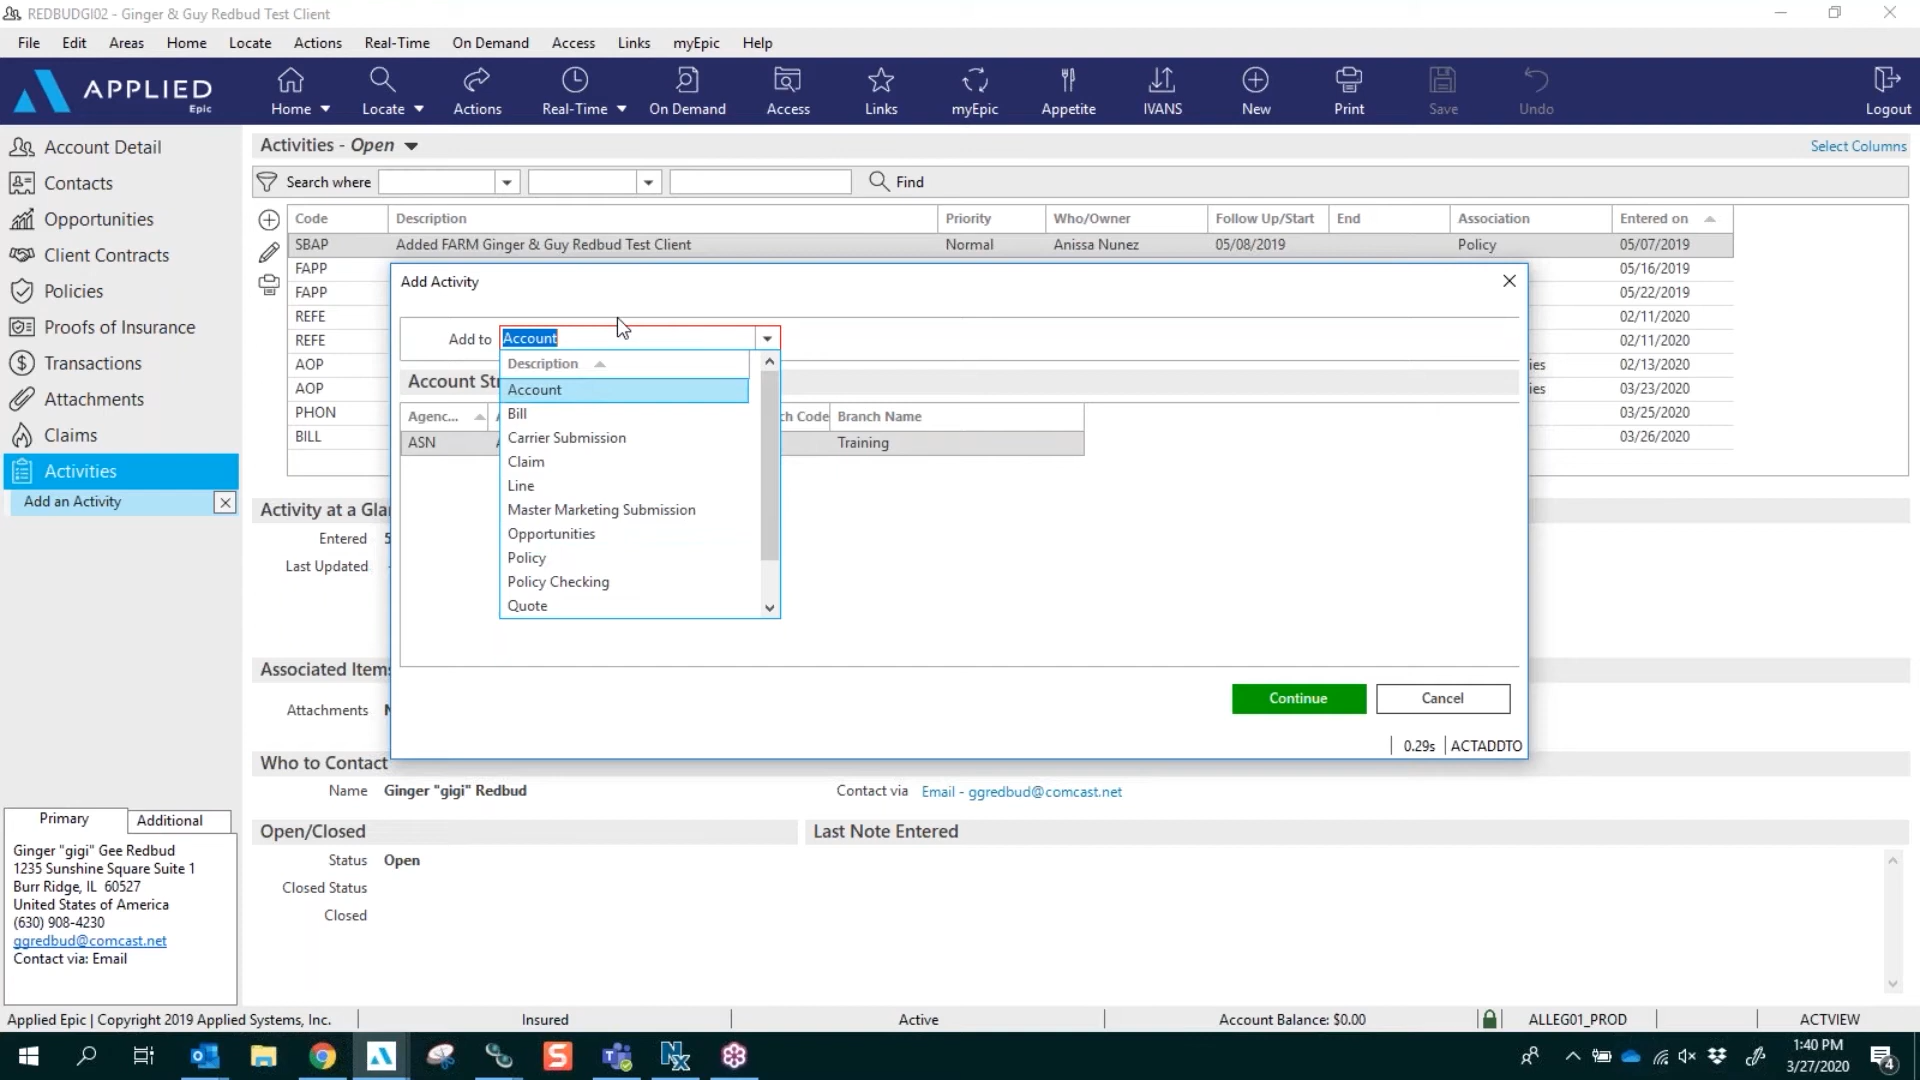 REDBUDGI02 - Ginger & Guy Redbud Test Client
File Edit Areas Home Locate Actions Real-Time On Demand Access Links myEpic Help
APPLIED
Epic
Home Locate Actions Real-Time On Demand Access Links myEpic Appetite IVANS New Print Save Undo Logout
Account Detail
Contacts
Opportunities
Client Contracts
Policies
Proofs of Insurance
Transactions
Attachments
Claims
Activities
Add an Activity
Activities - Open
Select Columns
Search where
Find
Code Description Priority Who/Owner Follow Up/Start End Association Entered on
SBAP Added FARM Ginger & Guy Redbud Test Client Normal Anissa Nunez 05/08/2019 Policy 05/07/2019
FAPP 05/16/2019
FAPP 05/22/2019
REFE 02/11/2020
REFE 02/11/2020
AOP ies 02/13/2020
AOP ies 03/23/2020
PHON 03/25/2020
BILL 03/26/2020
Add Activity
Add to Account
Description
Account
Bill
Carrier Submission
Claim
Line
Master Marketing Submission
Opportunities
Policy
Policy Checking
Quote
Account St
Agenc... ch Code Branch Name
ASN Training
Continue Cancel
0.29s ACTADDTO
Activity at a Gla
Entered 5
Last Updated
Associated Items
Attachments
Who to Contact
Name Ginger "gigi" Redbud
Contact via Email - ggredbud@comcast.net
Open/Closed
Status Open
Closed Status
Closed
Last Note Entered
Primary Additional
Ginger "gigi" Gee Redbud
1235 Sunshine Square Suite 1
Burr Ridge, IL 60527
United States of America
(630) 908-4230
ggredbud@comcast.net
Contact via: Email
Applied Epic | Copyright 2019 Applied Systems, Inc. Insured Active Account Balance: $0.00 ALLEG01_PROD ACTVIEW
1:40 PM
3/27/2020
4